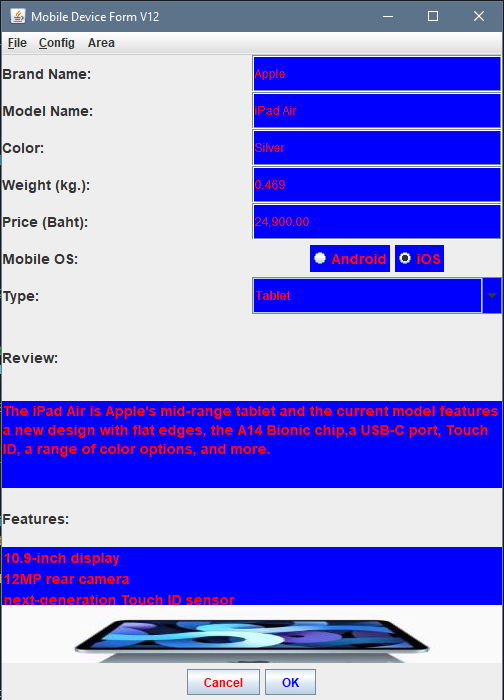 Mobile Device Form V12
File Config Area
Brand Name: Apple
Model Name: iPad Air
Color: Silver
Weight (kg.): 0.469
Price (Baht): 24,900.00
Mobile OS: Android iOS
Type: Tablet
Review:
The iPad Air is Apple's mid-range tablet and the current model features
a new design with flat edges, the A14 Bionic chip,a USB-C port, Touch
ID, a range of color options, and more.
Features:
10.9-inch display
12MP rear camera
next-generation Touch ID sensor
Cancel OK